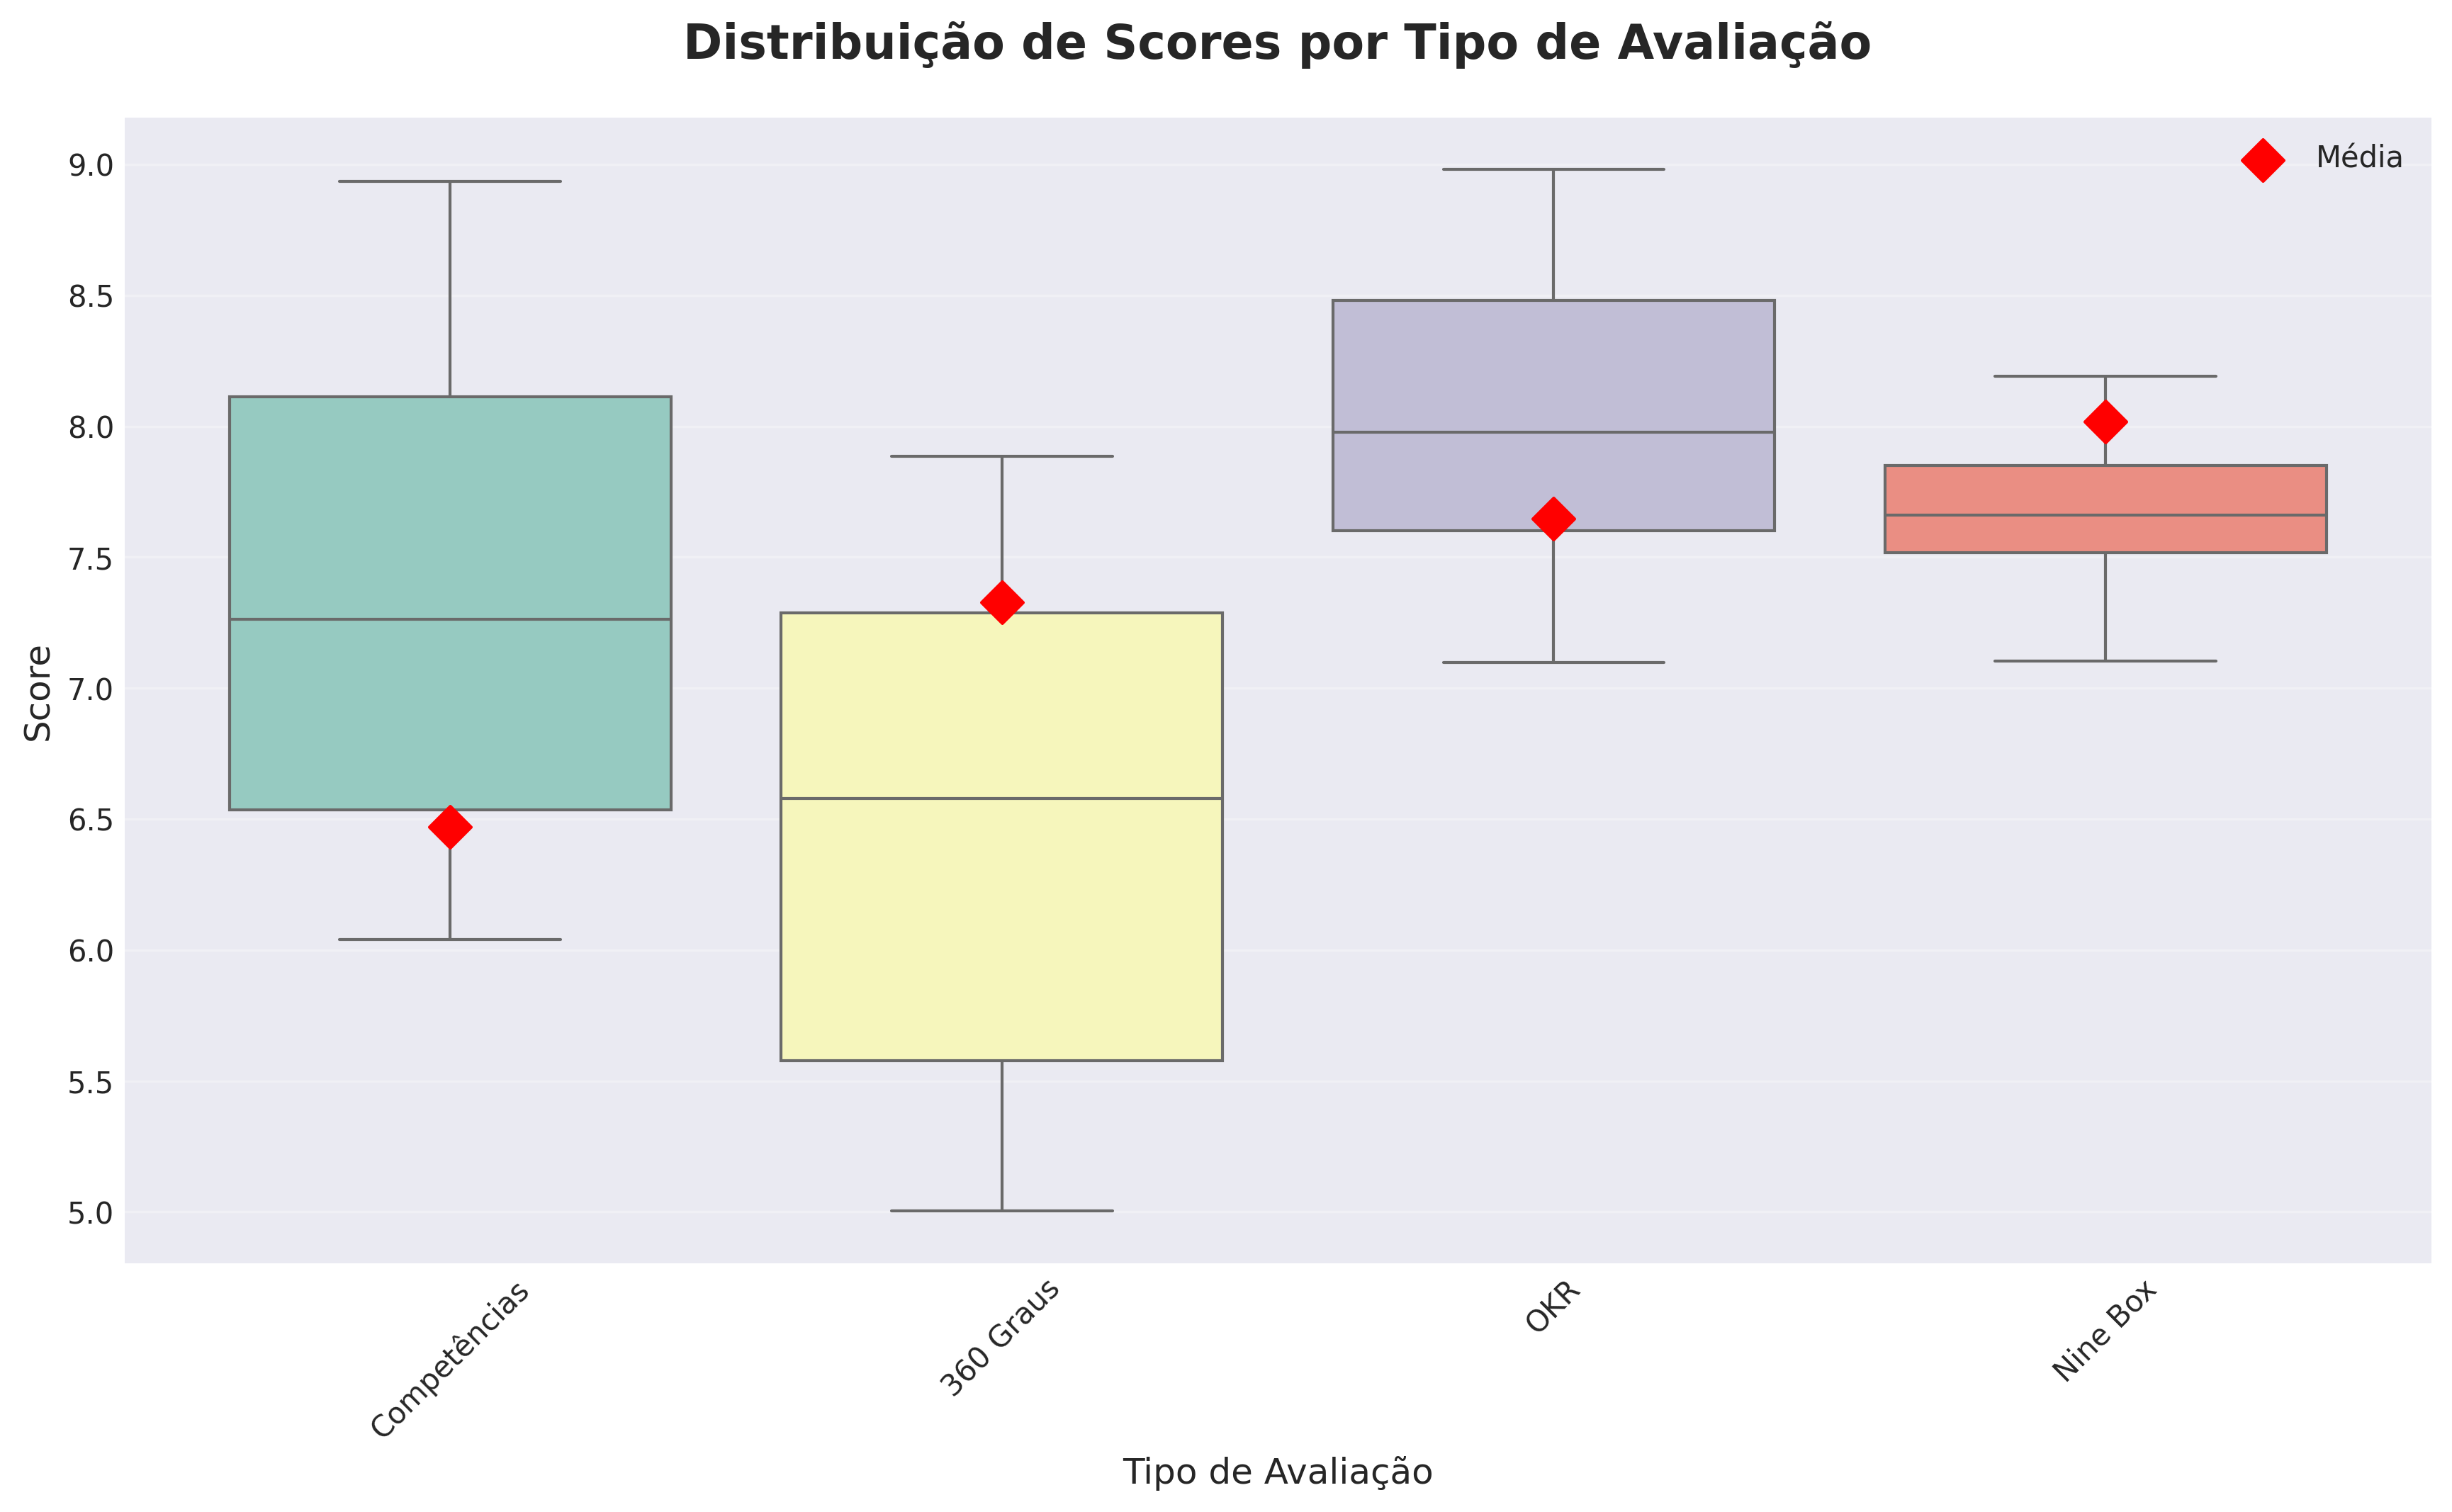 Distribuição de Scores por Tipo de Avaliação
Média
9.0
8.5
8.0
7.5
7.0
6.5
6.0
5.5
5.0
Score
Competências
360 Graus
OKR
Nine Box
Tipo de Avaliação